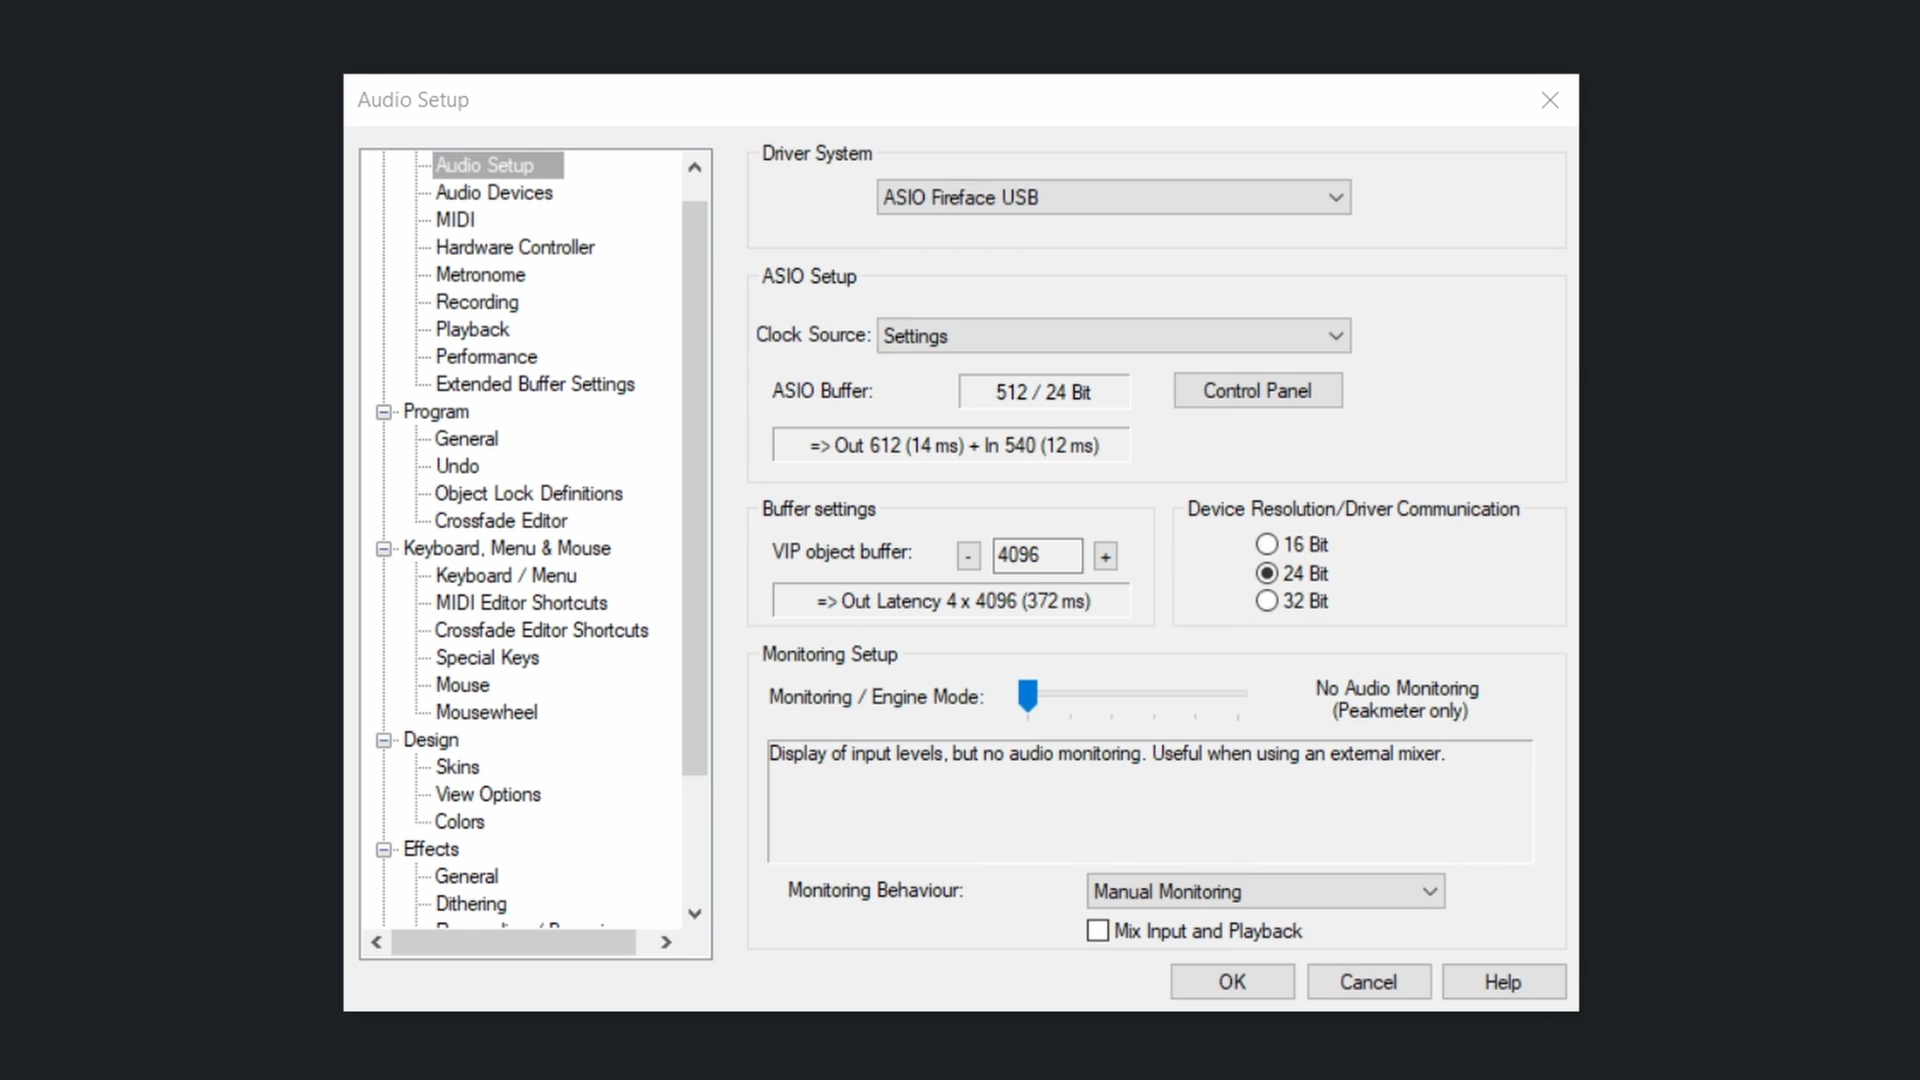 Audio Setup
Audio Setup
Audio Devices
MIDI
Hardware Controller
Metronome
Recording
Playback
Performance
Extended Buffer Settings
Program
General
Undo
Object Lock Definitions
Crossfade Editor
Keyboard, Menu & Mouse
Keyboard / Menu
MIDI Editor Shortcuts
Crossfade Editor Shortcuts
Special Keys
Mouse
Mousewheel
Design
Skins
View Options
Colors
Effects
General
Dithering
Driver System
ASIO Fireface USB
ASIO Setup
Clock Source: Settings
ASIO Buffer: 512 / 24 Bit Control Panel
=> Out 612 (14 ms) + In 540 (12 ms)
Buffer settings
VIP object buffer: - 4096 +
=> Out Latency 4 x 4096 (372 ms)
Device Resolution/Driver Communication
16 Bit
24 Bit
32 Bit
Monitoring Setup
Monitoring / Engine Mode:
No Audio Monitoring
(Peakmeter only)
Display of input levels, but no audio monitoring. Useful when using an external mixer.
Monitoring Behaviour: Manual Monitoring
Mix Input and Playback
OK Cancel Help